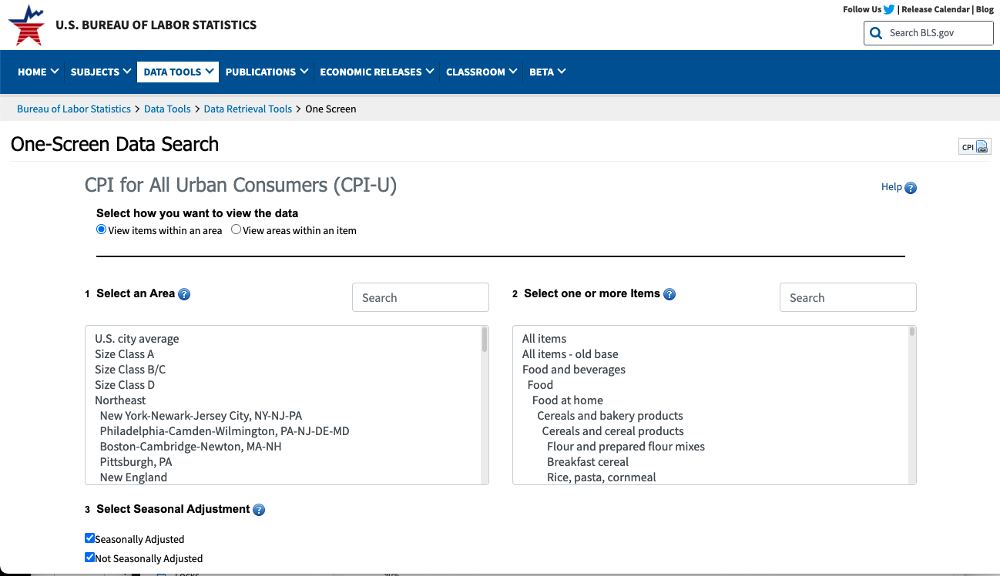 U.S. BUREAU OF LABOR STATISTICS
Follow Us | Release Calendar | Blog
Search BLS.gov
HOME SUBJECTS DATA TOOLS PUBLICATIONS ECONOMIC RELEASES CLASSROOM BETA
Bureau of Labor Statistics > Data Tools > Data Retrieval Tools > One Screen
One-Screen Data Search
CPI
CPI for All Urban Consumers (CPI-U)
Help ?
Select how you want to view the data
View items within an area View areas within an item
1 Select an Area ?
Search
U.S. city average
Size Class A
Size Class B/C
Size Class D
Northeast
New York-Newark-Jersey City, NY-NJ-PA
Philadelphia-Camden-Wilmington, PA-NJ-DE-MD
Boston-Cambridge-Newton, MA-NH
Pittsburgh, PA
New England
2 Select one or more Items ?
Search
All items
All items - old base
Food and beverages
Food
Food at home
Cereals and bakery products
Cereals and cereal products
Flour and prepared flour mixes
Breakfast cereal
Rice, pasta, cornmeal
3 Select Seasonal Adjustment ?
Seasonally Adjusted
Not Seasonally Adjusted